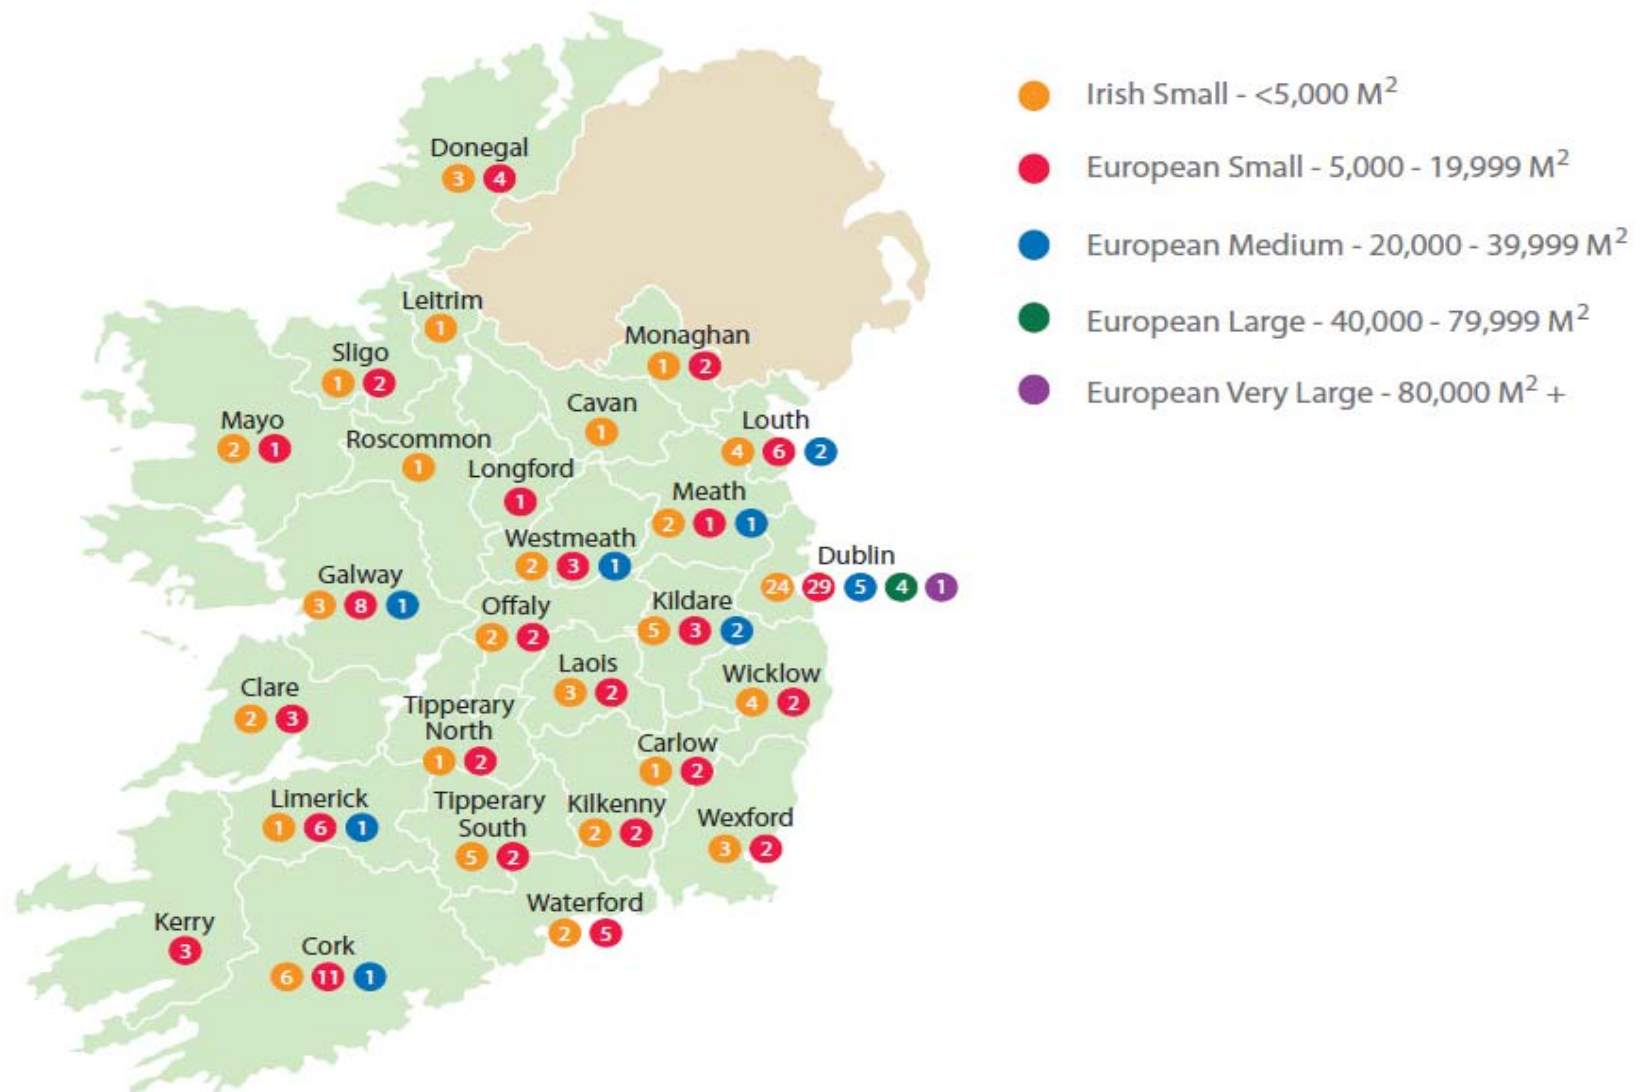 Donegal
3 4
Leitrim
1
Monaghan
1 2
Sligo
1 2
Cavan
1
Mayo
2 1
Louth
4 6 2
Roscommon
1
Longford
1
Meath
2 1 1
Westmeath
2 3 1
Dublin
24 29 5 4 1
Galway
3 8 1
Offaly
2 2
Kildare
5 3 2
Laois
3 2
Wicklow
4 2
Clare
2 3
Tipperary
North
1 2
Carlow
1 2
Limerick
1 6 1
Tipperary
South
5 2
Kilkenny
2 2
Wexford
3 2
Waterford
2 5
Kerry
3
Cork
6 11 1
Irish Small - <5,000 M²
European Small - 5,000 - 19,999 M²
European Medium - 20,000 - 39,999 M²
European Large - 40,000 - 79,999 M²
European Very Large - 80,000 M² +